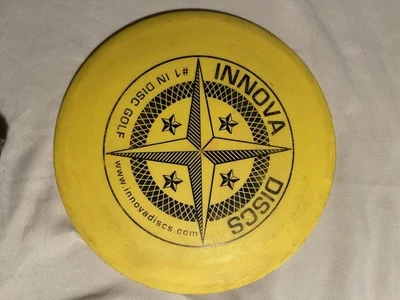 INNOVA
DISCS
www.innovadiscs.com
#1 IN DISC GOLF